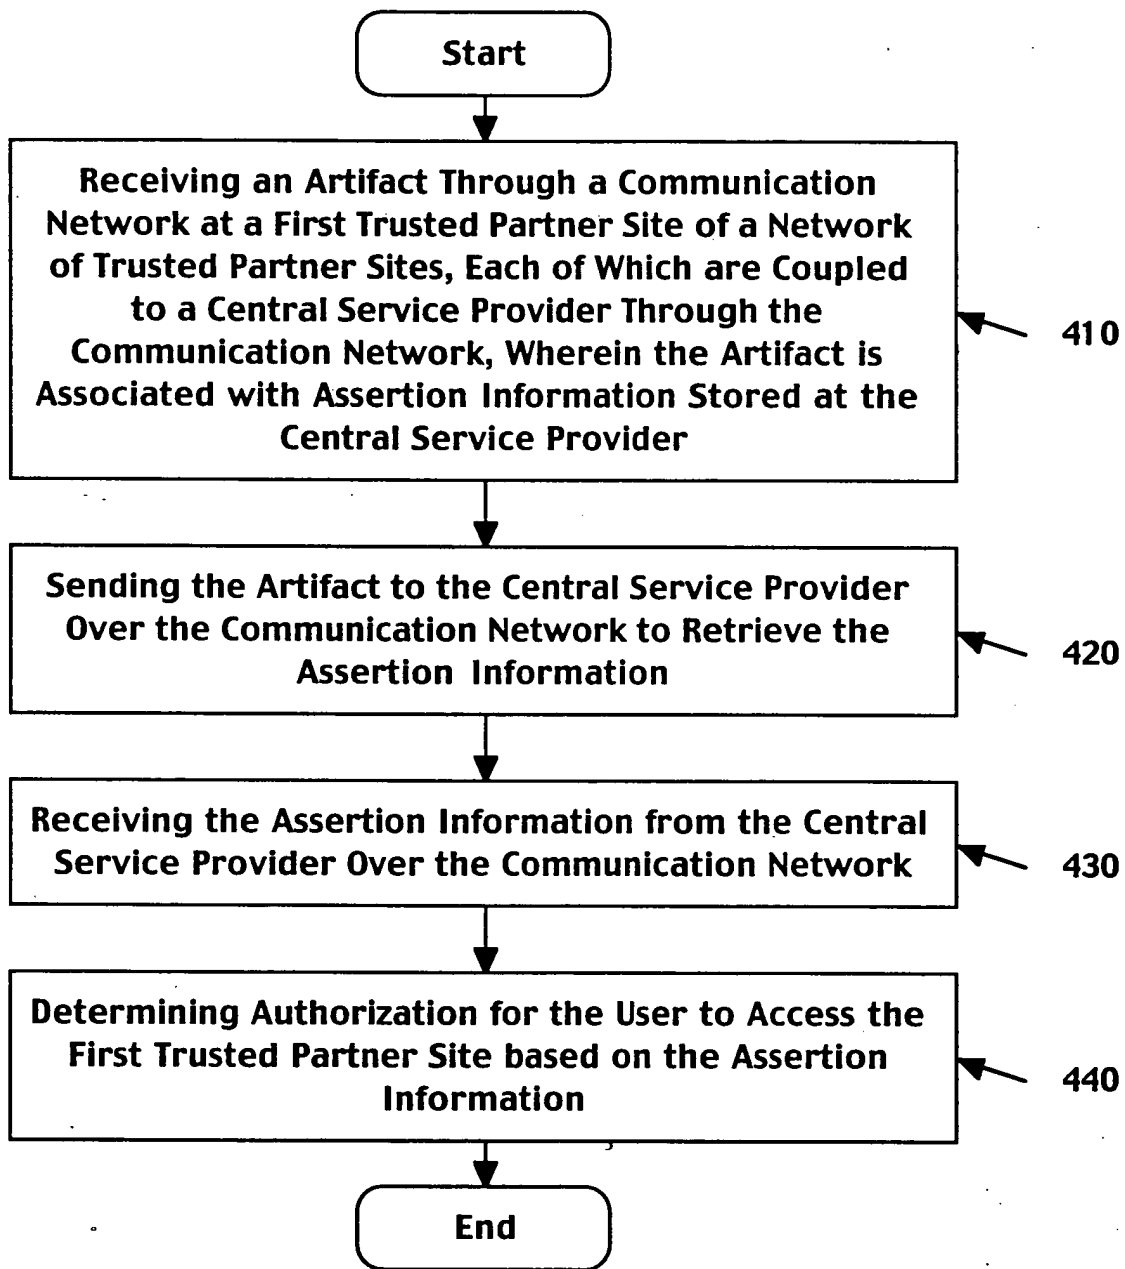 Start
Receiving an Artifact Through a Communication
Network at a First Trusted Partner Site of a Network
of Trusted Partner Sites, Each of Which are Coupled
to a Central Service Provider Through the
Communication Network, Wherein the Artifact is
Associated with Assertion Information Stored at the
Central Service Provider
410
Sending the Artifact to the Central Service Provider
Over the Communication Network to Retrieve the
Assertion Information
420
Receiving the Assertion Information from the Central
Service Provider Over the Communication Network
430
Determining Authorization for the User to Access the
First Trusted Partner Site based on the Assertion
Information
440
End